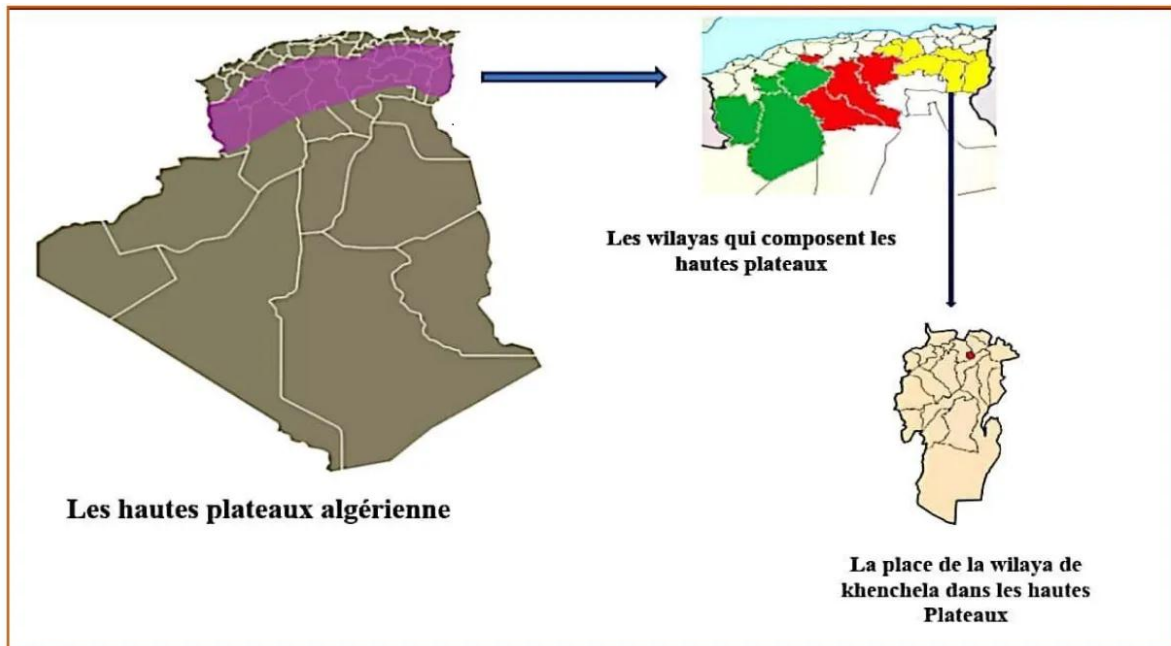 Les wilayas qui composent les
hautes plateaux
Les hautes plateaux algérienne
La place de la wilaya de
khenchela dans les hautes
Plateaux